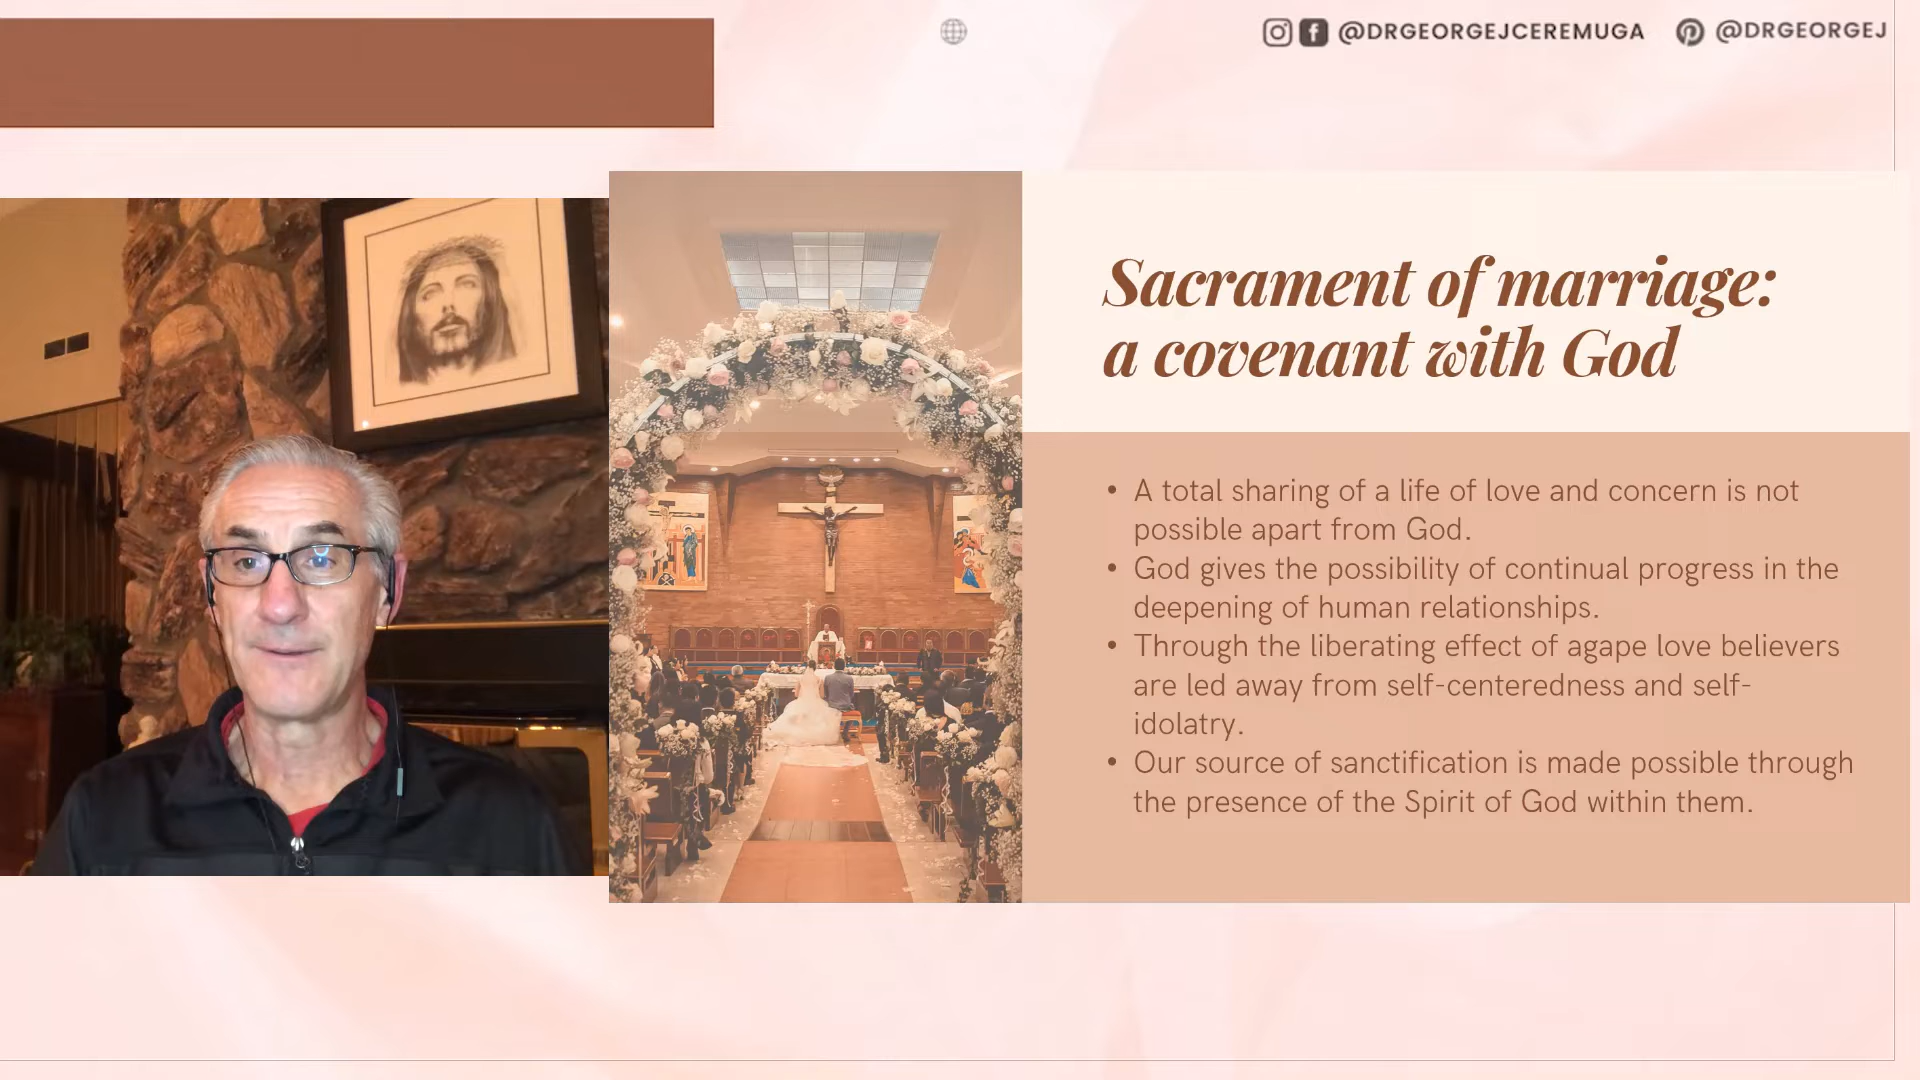 @DRGEORGEJCEREMUGA @DRGEORGEJ
Sacrament of marriage:
a covenant with God
• A total sharing of a life of love and concern is not
possible apart from God.
• God gives the possibility of continual progress in the
deepening of human relationships.
• Through the liberating effect of agape love believers
are led away from self-centeredness and self-
idolatry.
• Our source of sanctification is made possible through
the presence of the Spirit of God within them.